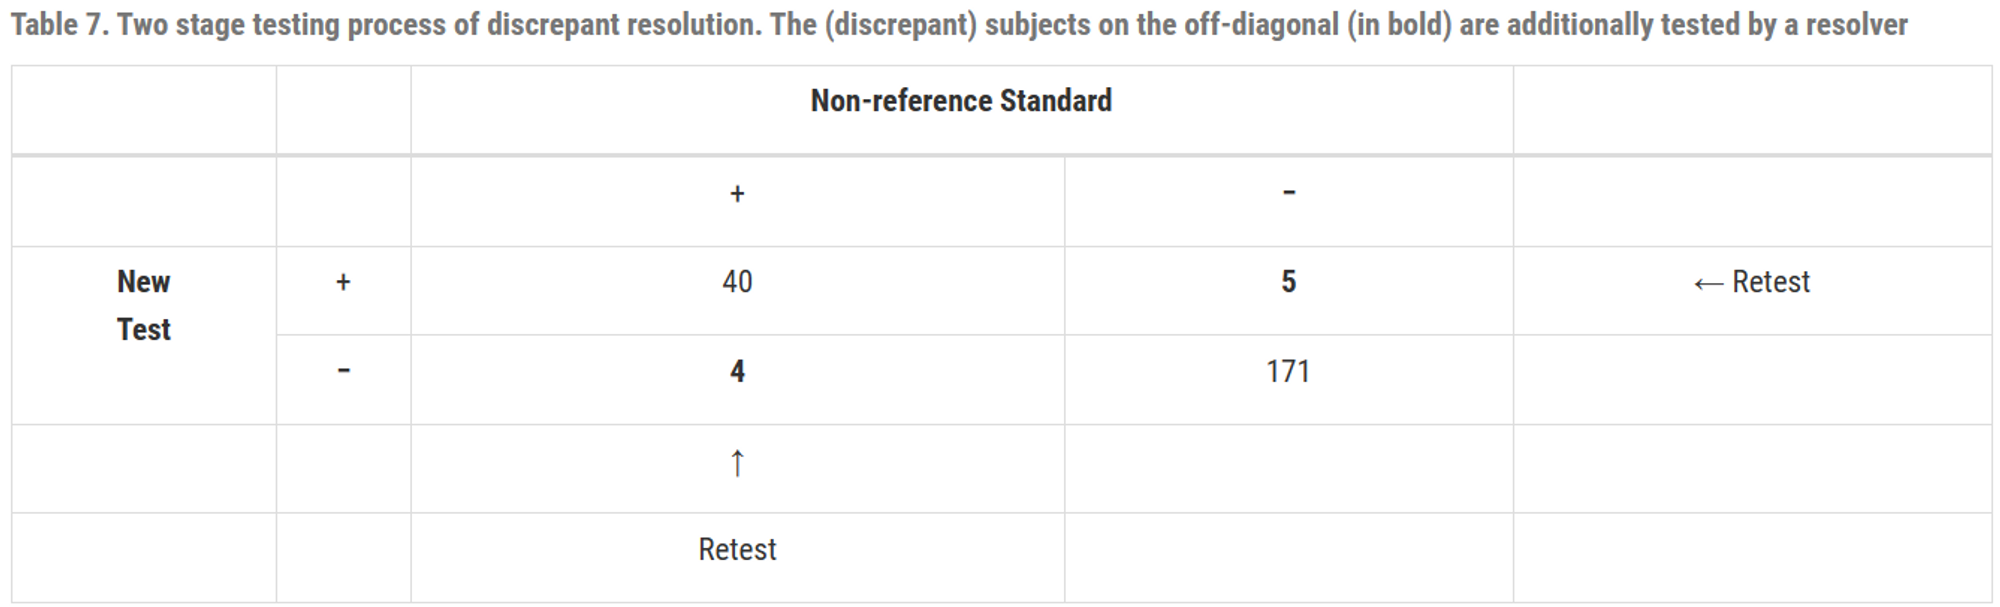 Table 7. Two stage testing process of discrepant resolution. The (discrepant) subjects on the off-diagonal (in bold) are additionally tested by a resolver
Non-reference Standard
+ −
New Test + 40 5 ← Retest
− 4 171
↑
Retest